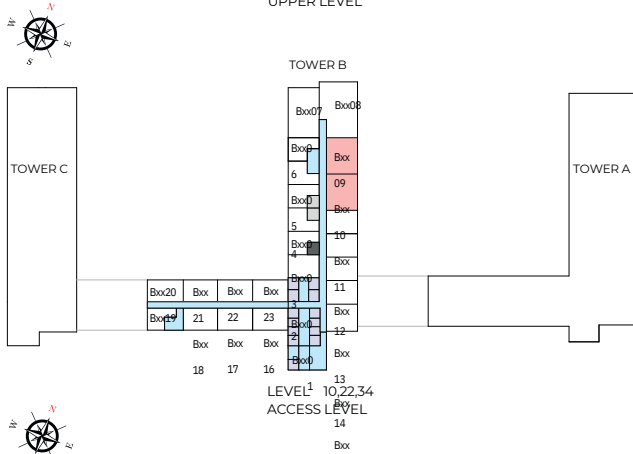 UPPER LEVEL
N
W
E
S
TOWER B
Bxx07
Bxx08
Bxx0
6
Bxx
09
TOWER C
TOWER A
Bxx0
5
Bxx
10
Bxx0
4
Bxx
11
Bxx0
3
Bxx20
Bxx
21
Bxx
22
Bxx
23
Bxx19
Bxx0
2
Bxx
12
Bxx
18
Bxx
17
Bxx
16
Bxx0
1
Bxx
13
LEVEL 10,22,34
ACCESS LEVEL
Bxx
14
Bxx
N
W
E